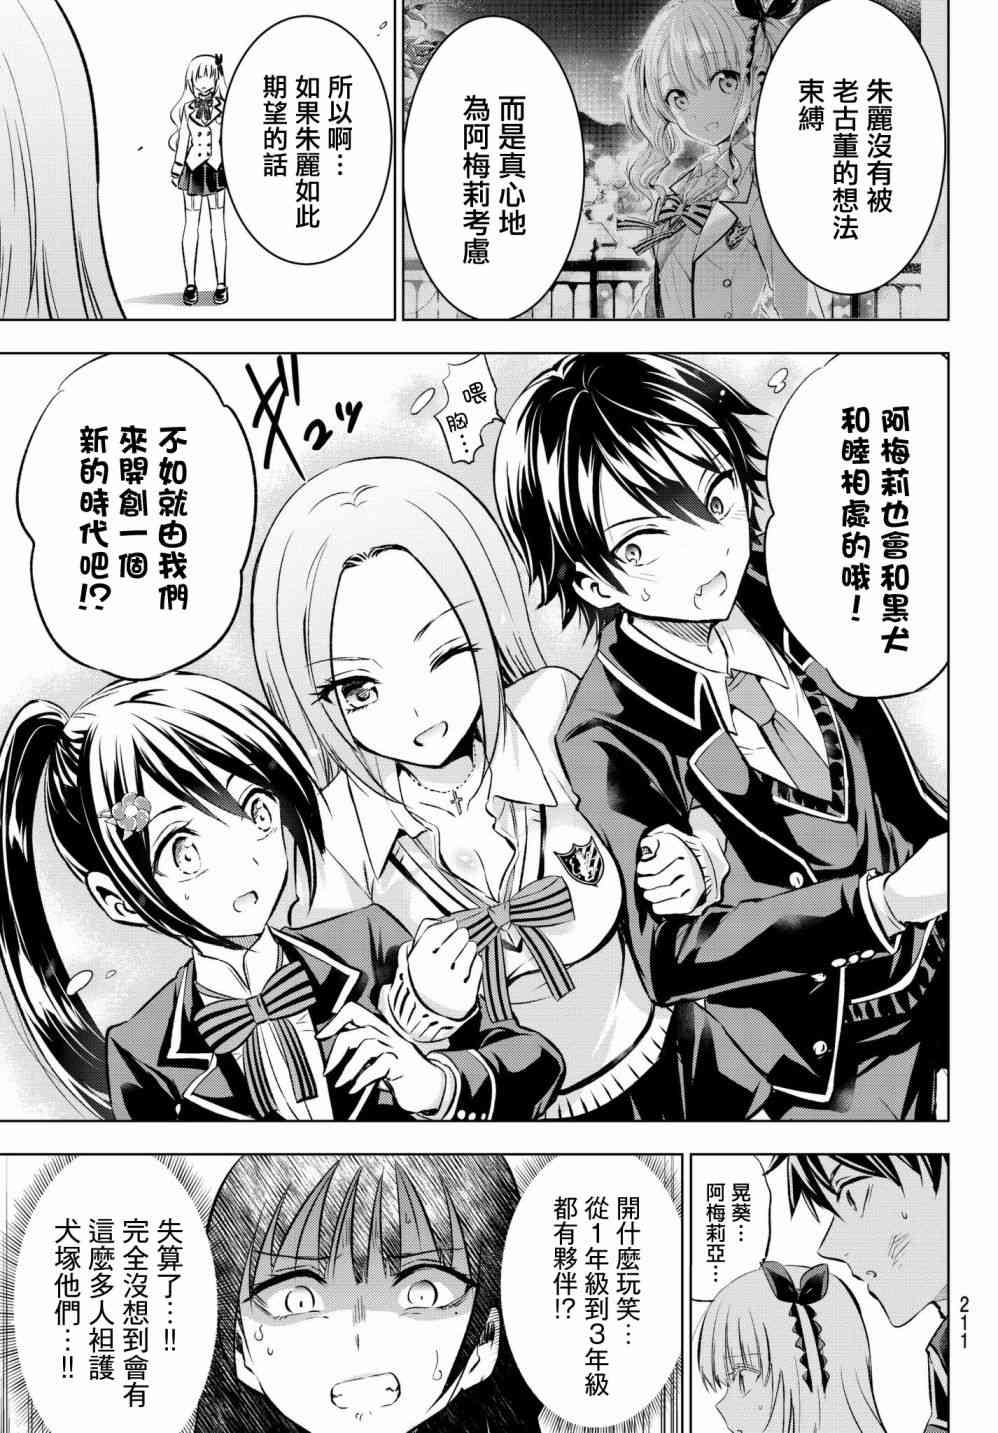 朱麗沒有被
老古董的想法
束縛
而是真心地
為阿梅莉考慮
所以啊…
如果朱麗如此
期望的話
阿梅莉也會和黑犬
和睦相處的哦！
喂
胸…
ギュッ
不如就由我們
來開創一個
新的時代吧!?
晃葵…
阿梅莉亞…
開什麼玩笑…
從1年級到3年級
都有夥伴!?
失算了…!!
完全沒想到會有
這麼多人袒護
犬塚他們…!!
211